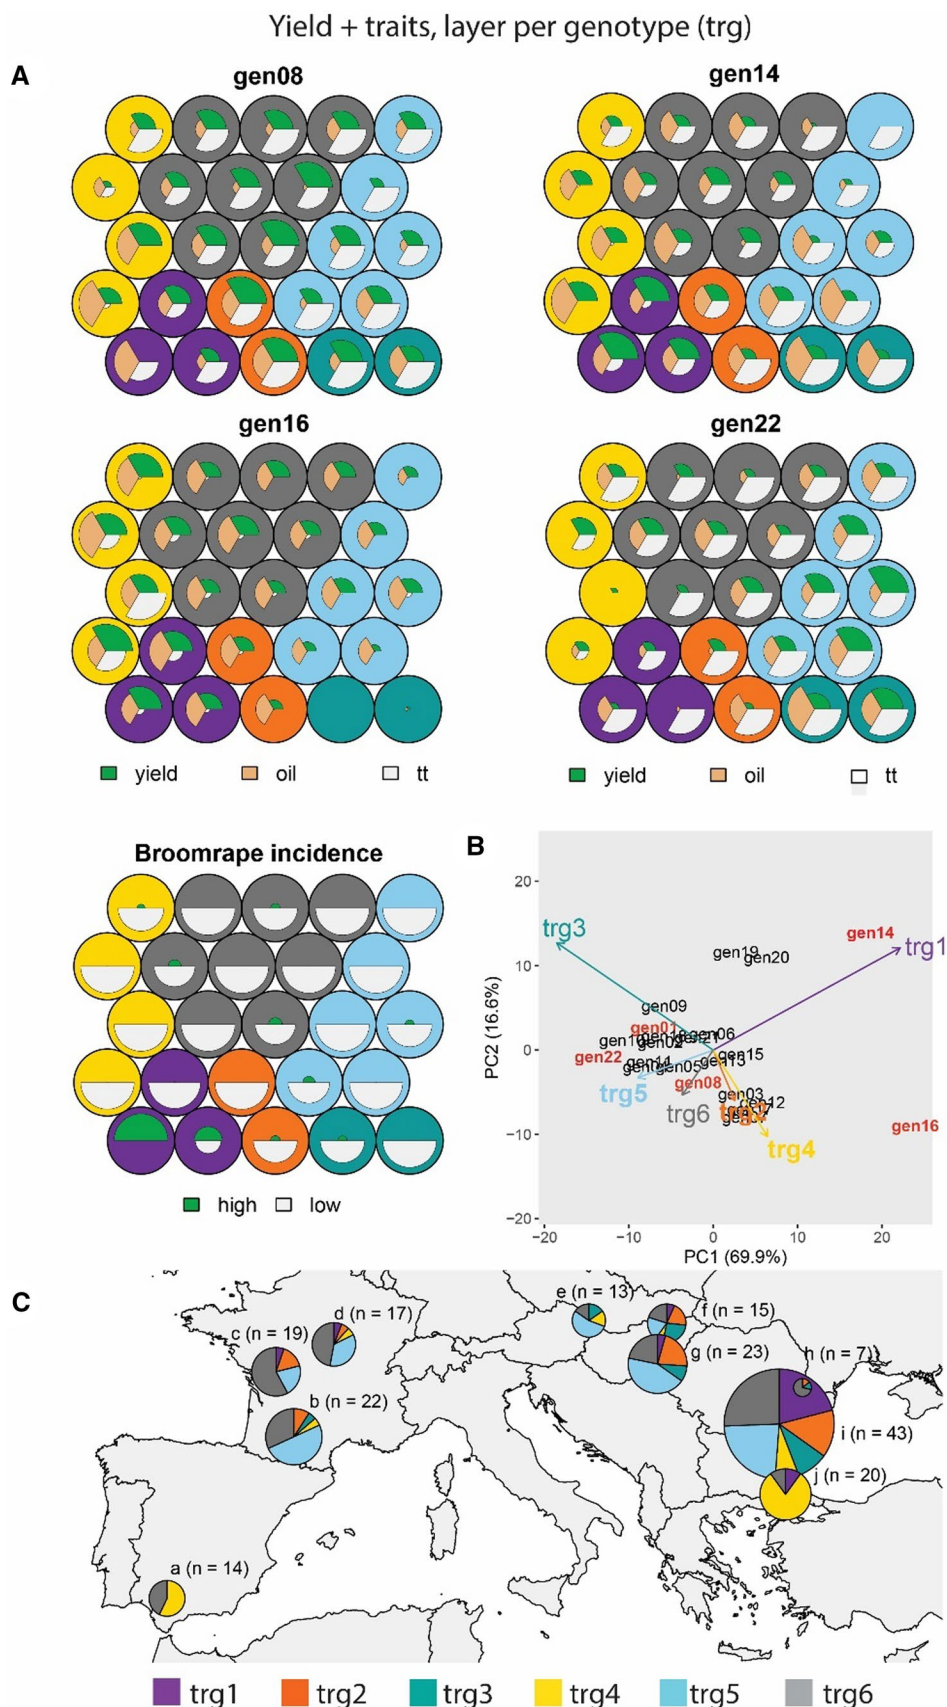 Yield + traits, layer per genotype (trg)
A
gen08
gen14
gen16
gen22
yield oil tt
yield oil tt
Broomrape incidence
high low
B
PC2 (16.6%)
20
10
0
−10
−20
trg3
gen14
trg1
gen19
gen20
gen09
gen01
gen06
gen02
gen22
gen15
gen11
gen05
gen08
trg5
gen03
gen12
trg6
gen16
trg4
−20 −10 0 10 20
PC1 (69.9%)
C
e (n = 13)
d (n = 17)
f (n = 15)
c (n = 19)
g (n = 23)
h (n = 7)
b (n = 22)
i (n = 43)
j (n = 20)
a (n = 14)
trg1 trg2 trg3 trg4 trg5 trg6